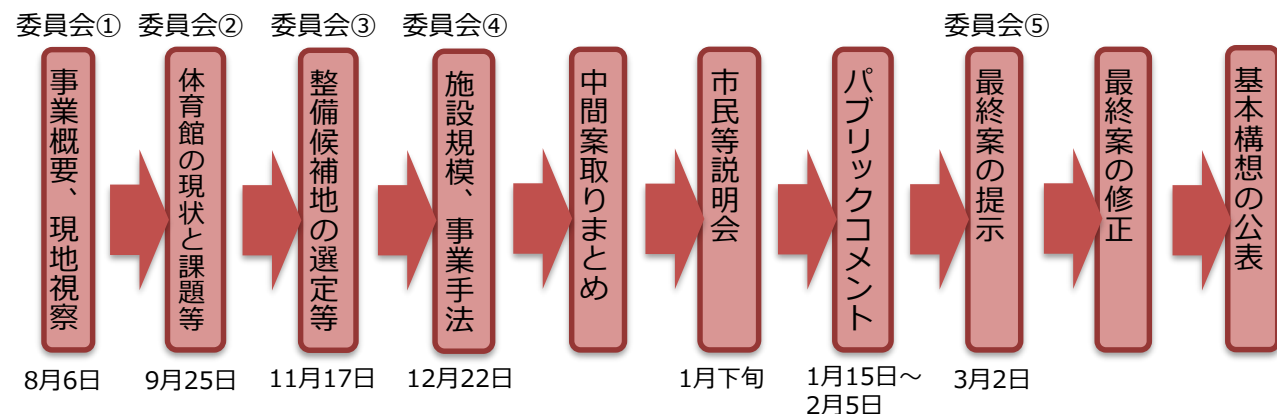 委員会①
委員会②
委員会③
委員会④
委員会⑤
事業概要、現地視察
体育館の現状と課題等
整備候補地の選定等
施設規模、事業手法
中間案取りまとめ
市民等説明会
パブリックコメント
最終案の提示
最終案の修正
基本構想の公表
8月6日
9月25日
11月17日
12月22日
1月下旬
1月15日～
2月5日
3月2日